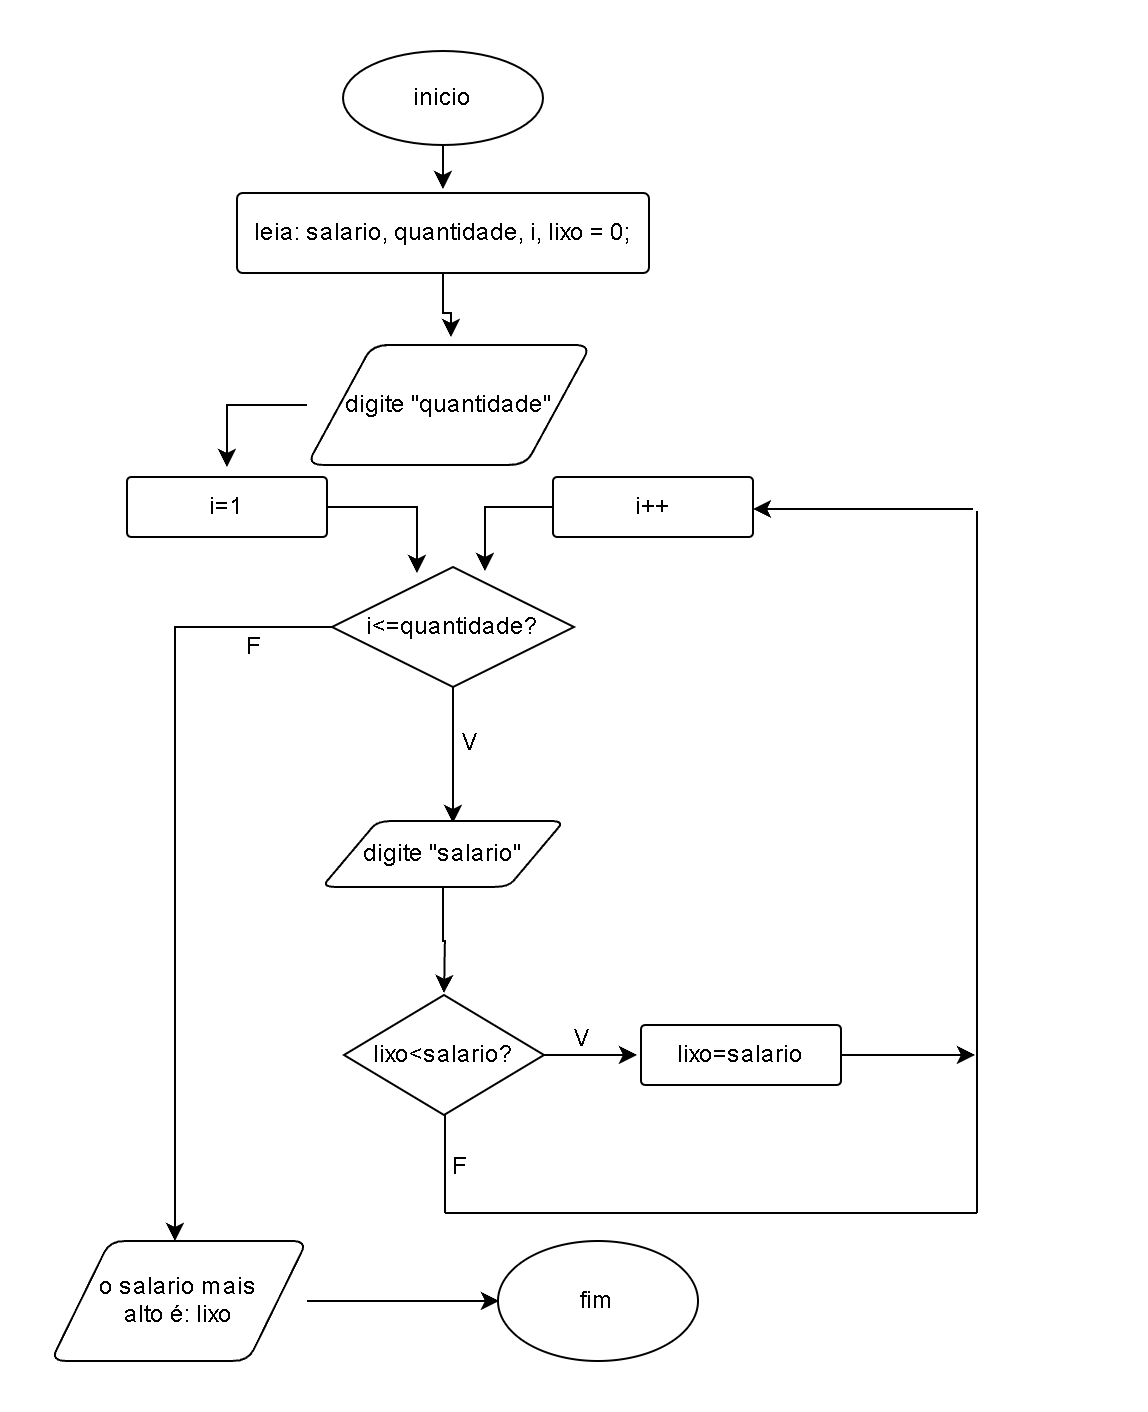 inicio
leia: salario, quantidade, i, lixo = 0;
digite "quantidade"
i=1
i++
i<=quantidade?
F
V
digite "salario"
lixo<salario?
V
lixo=salario
F
o salario mais
alto é: lixo
fim